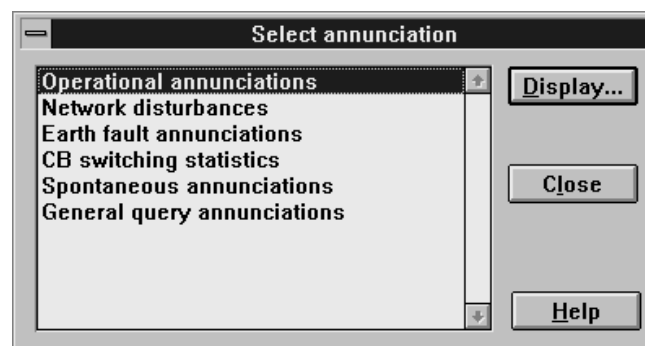 Select annunciation
Operational annunciations
Network disturbances
Earth fault annunciations
CB switching statistics
Spontaneous annunciations
General query annunciations
Display...
Close
Help